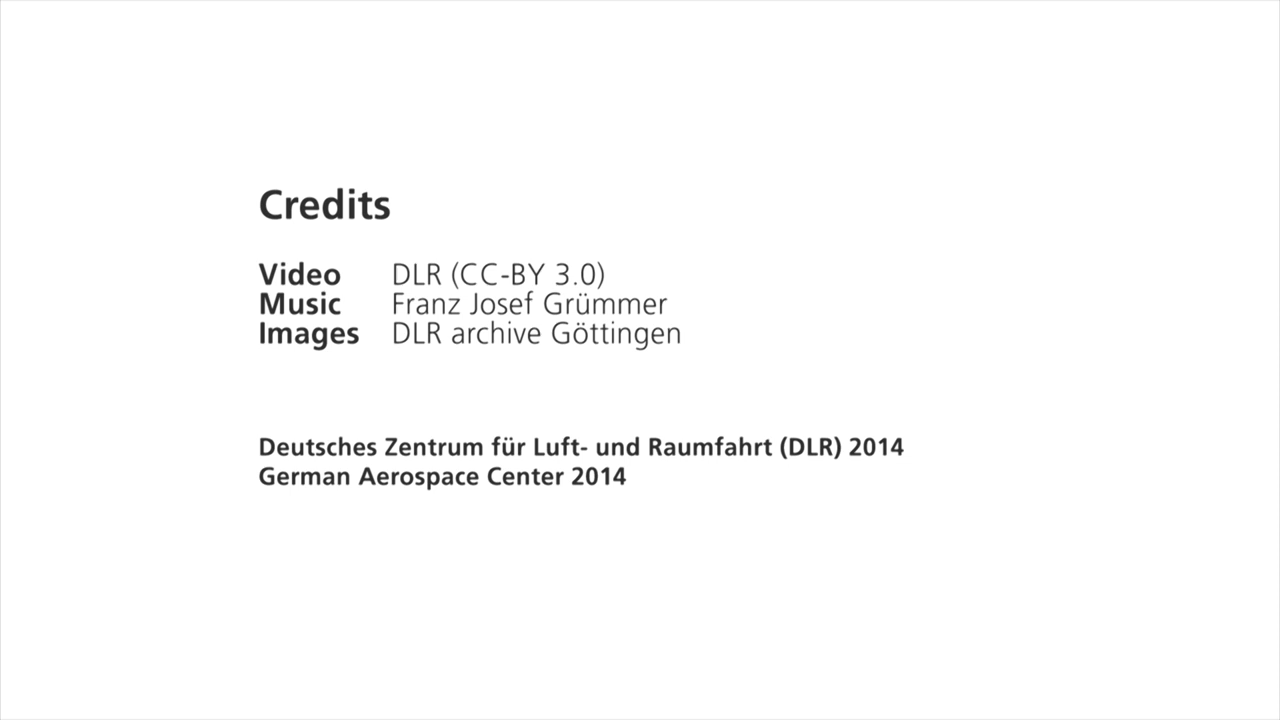 Credits
Video DLR (CC-BY 3.0)
Music Franz Josef Grümmer
Images DLR archive Göttingen
Deutsches Zentrum für Luft- und Raumfahrt (DLR) 2014
German Aerospace Center 2014